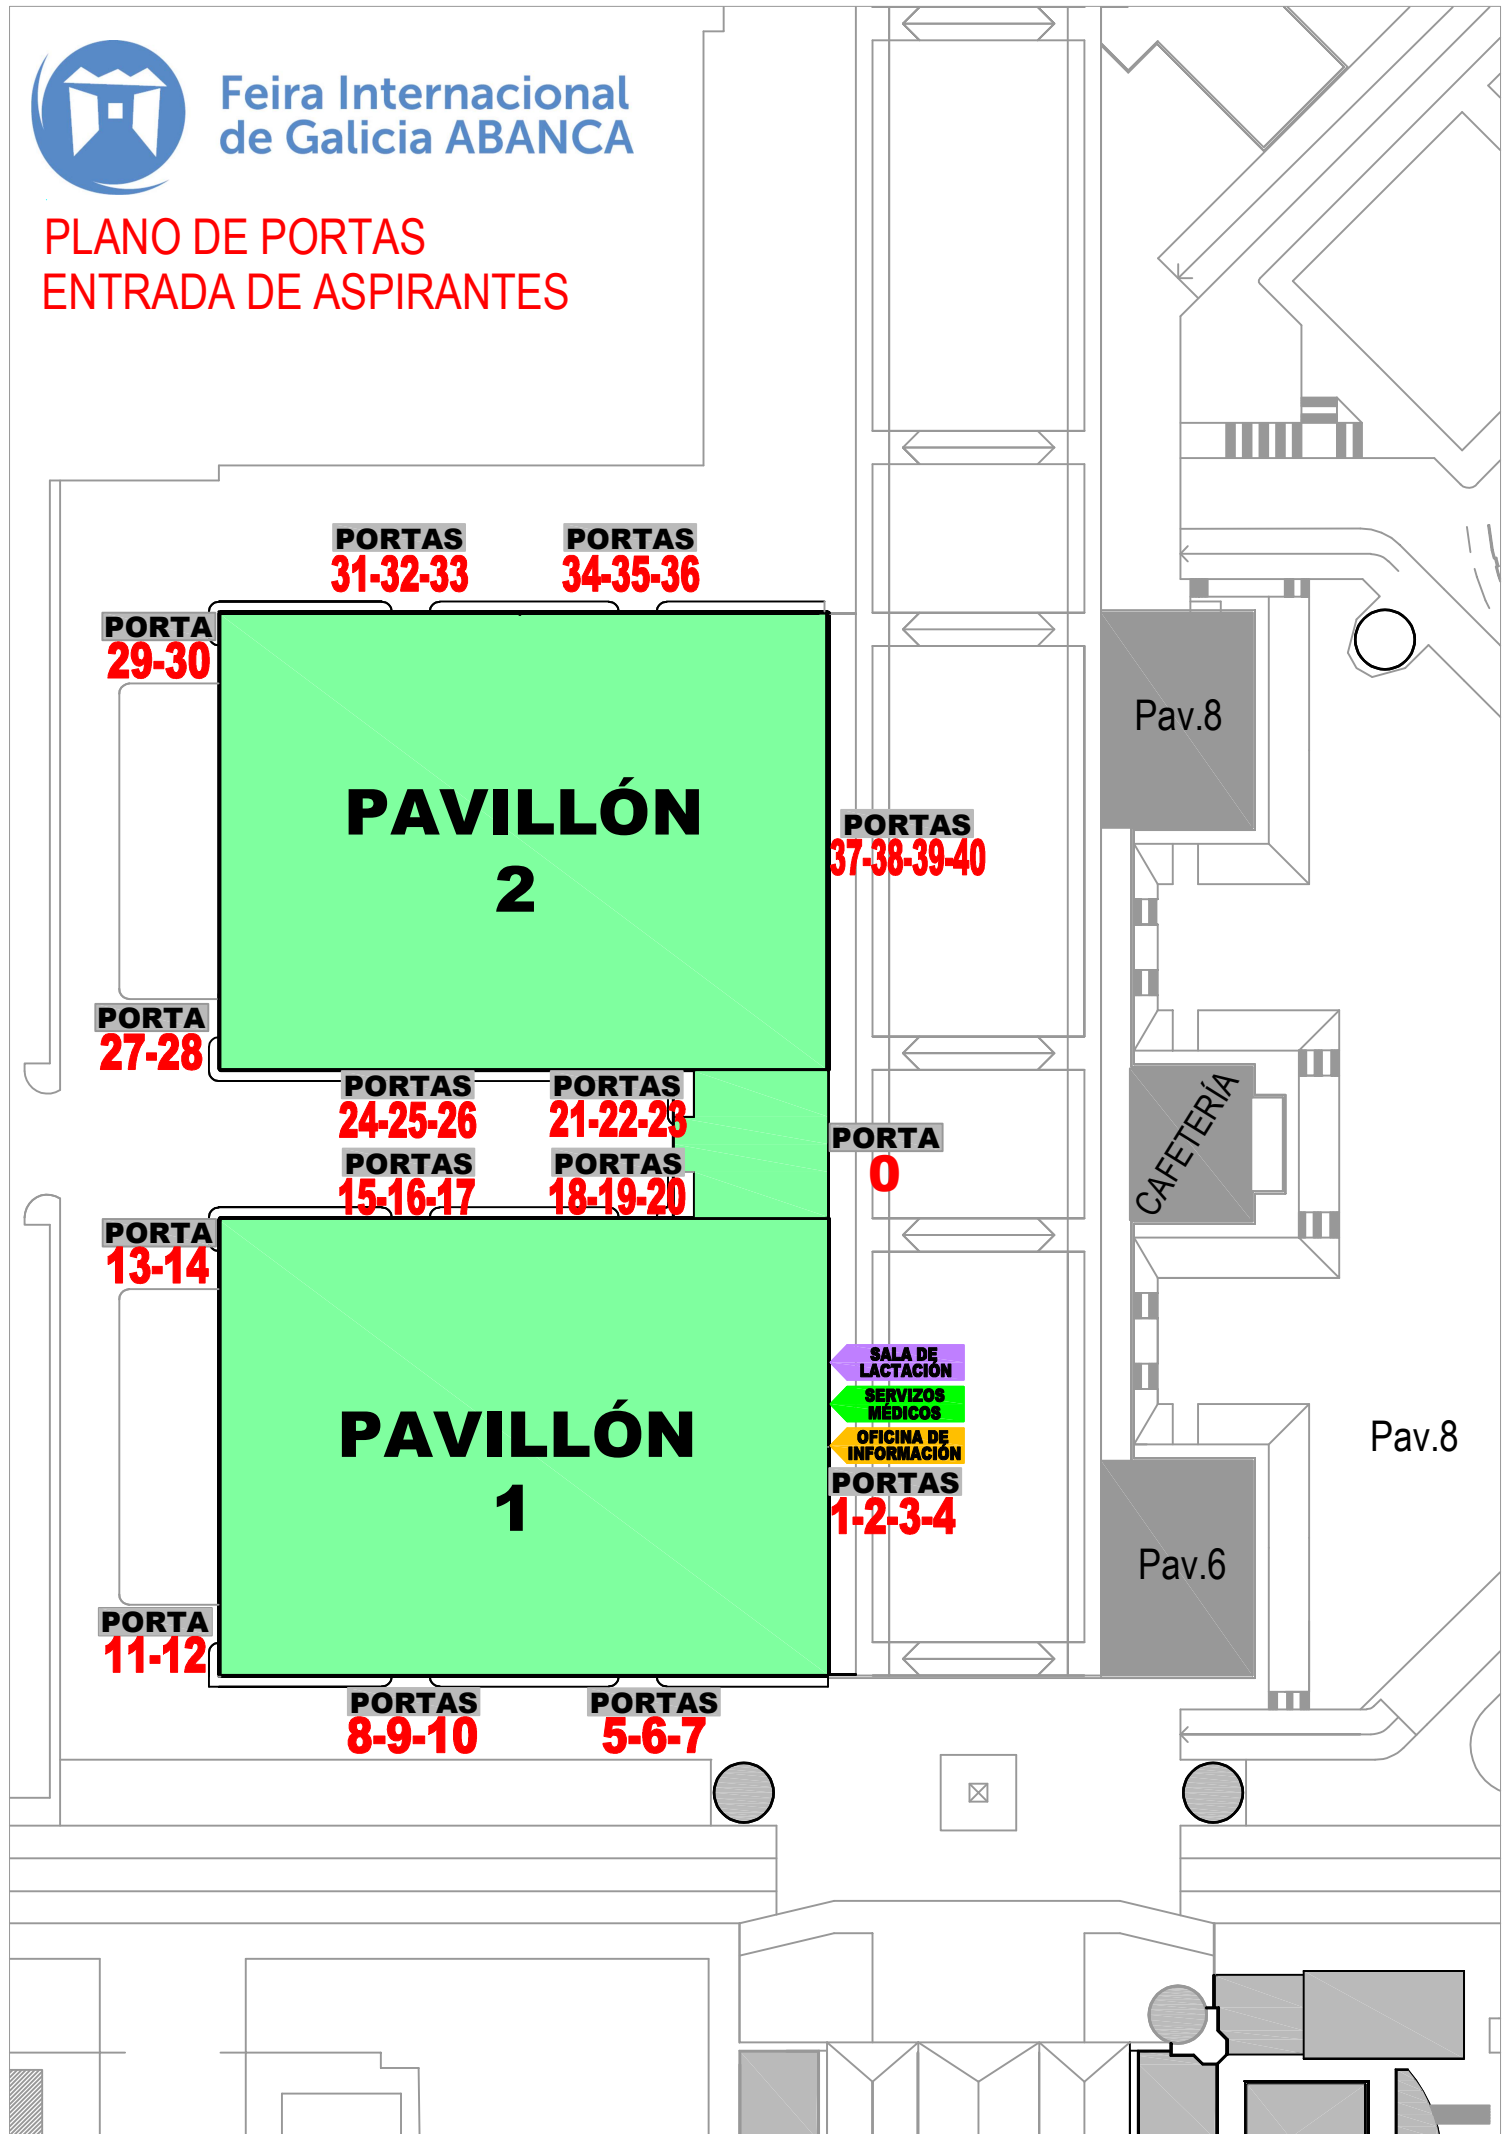 Feira Internacional
de Galicia ABANCA
PLANO DE PORTAS
ENTRADA DE ASPIRANTES
PORTAS
31-32-33
PORTAS
34-35-36
PORTA
29-30
Pav.8
PAVILLÓN
2
PORTAS
37-38-39-40
PORTA
27-28
PORTAS
24-25-26
PORTAS
21-22-23
CAFETERÍA
PORTA
0
PORTAS
15-16-17
PORTAS
18-19-20
PORTA
13-14
SALA DE
LACTACIÓN
SERVIZOS
MÉDICOS
OFICINA DE
INFORMACIÓN
PAVILLÓN
1
PORTAS
1-2-3-4
Pav.8
Pav.6
PORTA
11-12
PORTAS
8-9-10
PORTAS
5-6-7